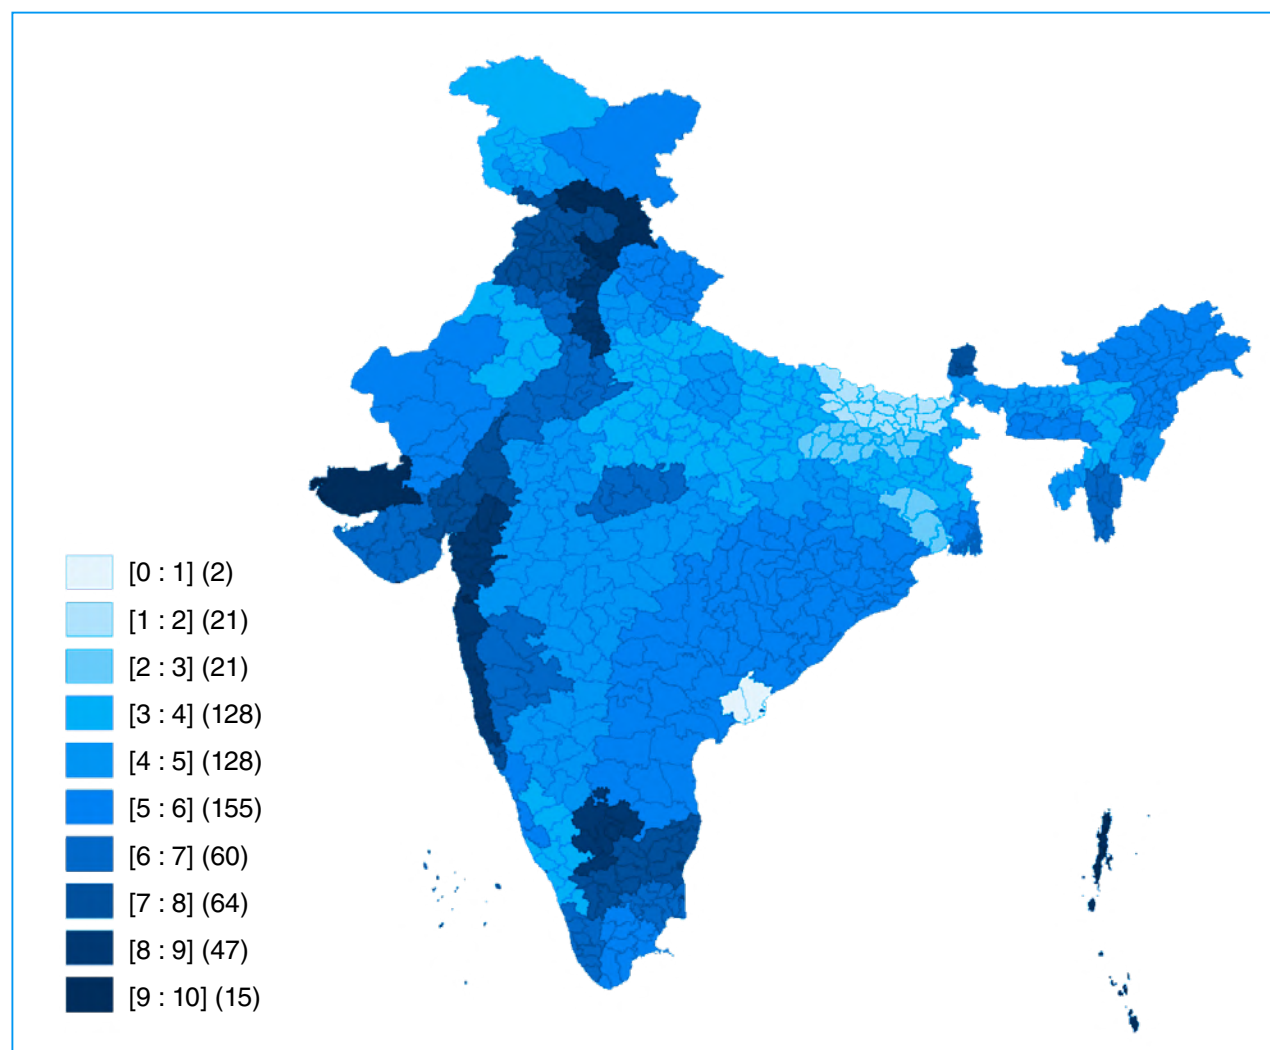 [0 : 1] (2)
[1 : 2] (21)
[2 : 3] (21)
[3 : 4] (128)
[4 : 5] (128)
[5 : 6] (155)
[6 : 7] (60)
[7 : 8] (64)
[8 : 9] (47)
[9 : 10] (15)